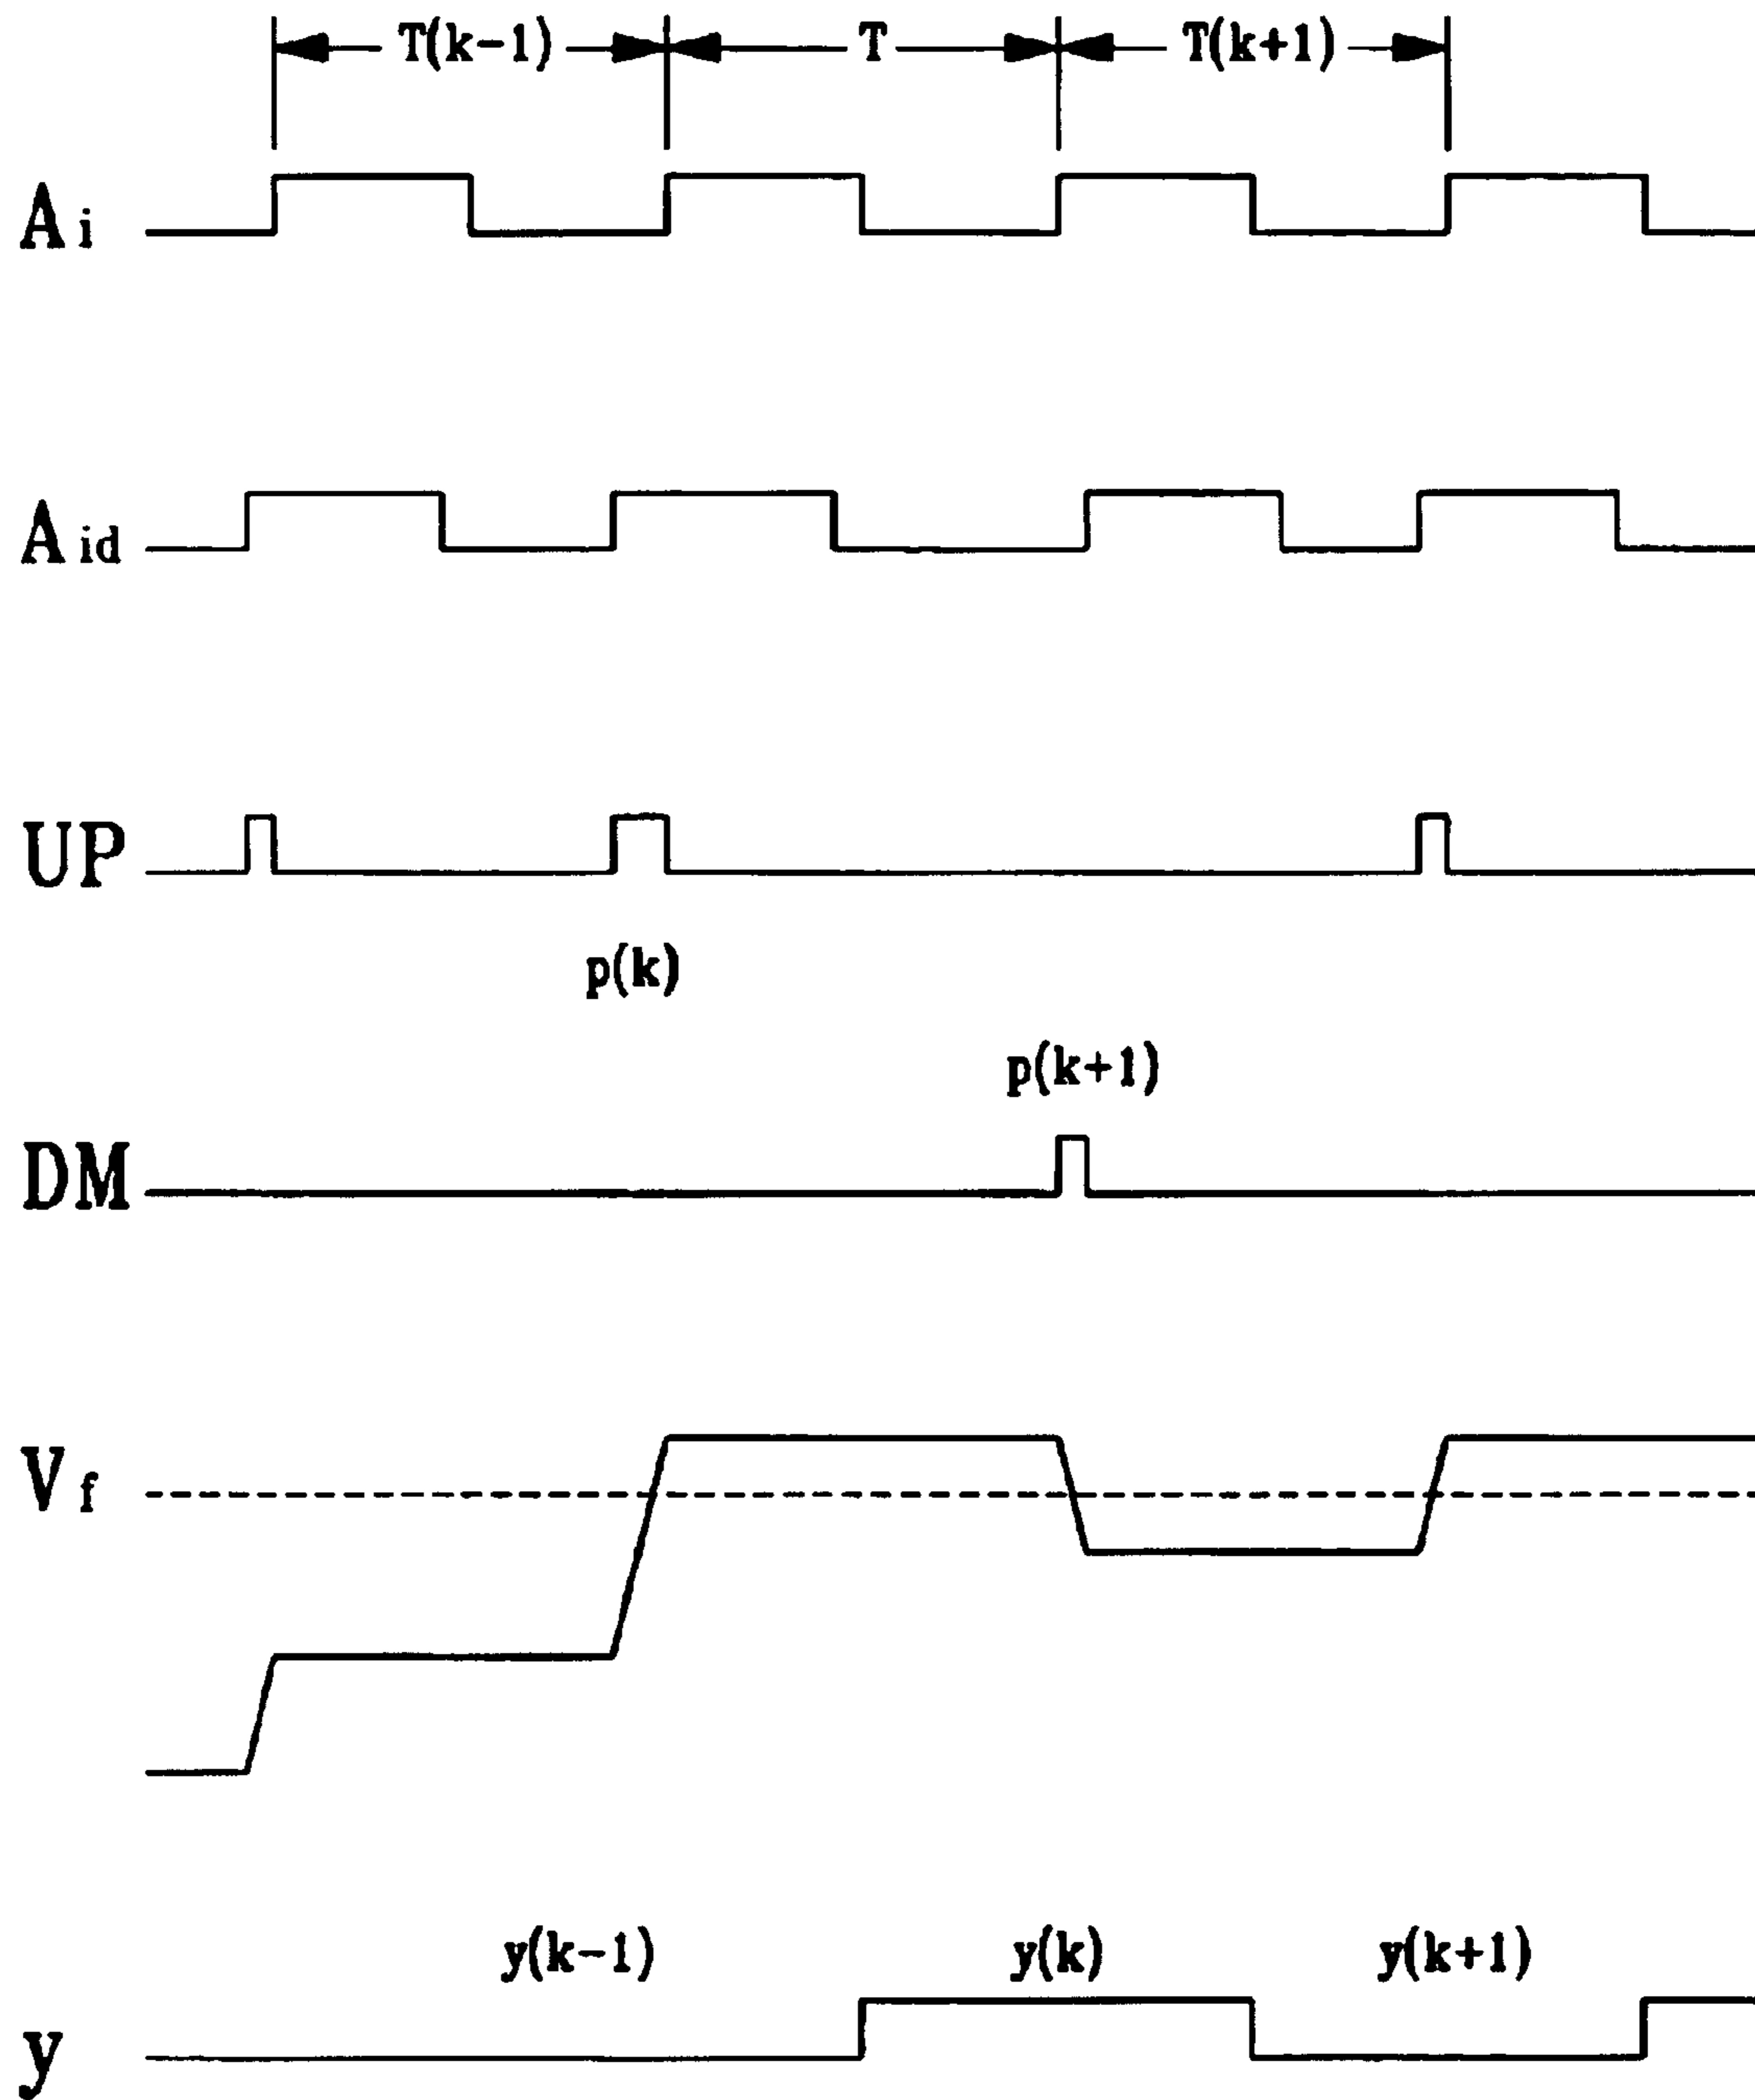 T(k-1) T T(k+1)
Ai
Aid
UP
p(k)
p(k+1)
DM
Vf
y(k-1) y(k) y(k+1)
y